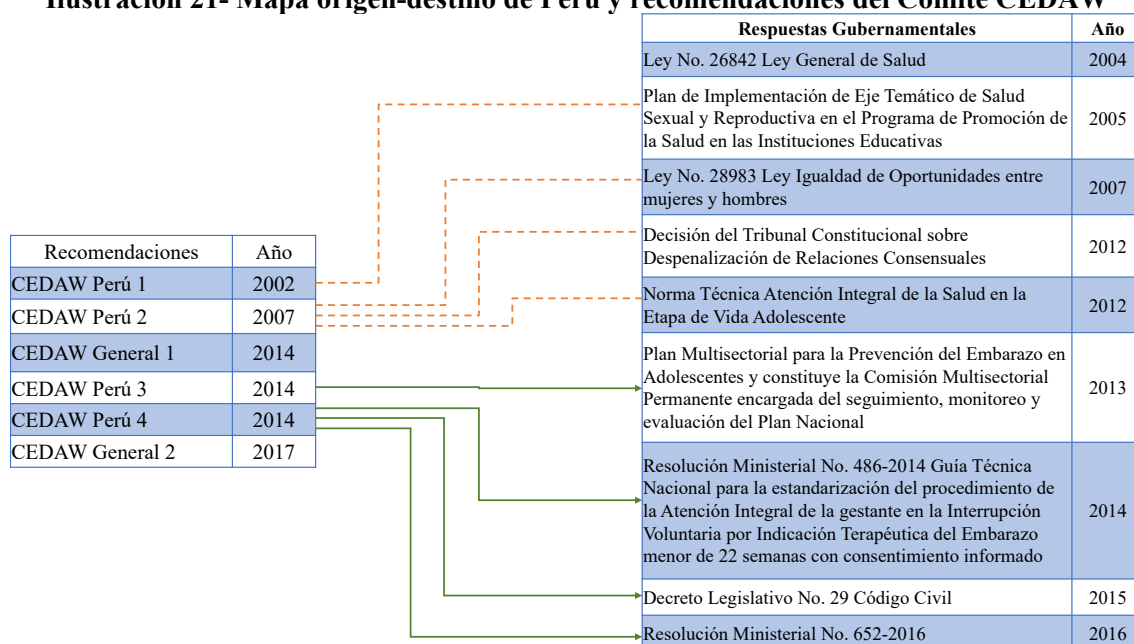 Ilustración 21- Mapa origen-destino de Perú y recomendaciones del Comité CEDAW
Respuestas Gubernamentales Año
Ley No. 26842 Ley General de Salud 2004
Plan de Implementación de Eje Temático de Salud
Sexual y Reproductiva en el Programa de Promoción de 2005
la Salud en las Instituciones Educativas
Ley No. 28983 Ley Igualdad de Oportunidades entre 2007
mujeres y hombres
Decisión del Tribunal Constitucional sobre 2012
Despenalización de Relaciones Consensuales
Norma Técnica Atención Integral de la Salud en la 2012
Etapa de Vida Adolescente
Plan Multisectorial para la Prevención del Embarazo en
Adolescentes y constituye la Comisión Multisectorial 2013
Permanente encargada del seguimiento, monitoreo y
evaluación del Plan Nacional
Resolución Ministerial No. 486-2014 Guía Técnica
Nacional para la estandarización del procedimiento de
la Atención Integral de la gestante en la Interrupción 2014
Voluntaria por Indicación Terapéutica del Embarazo
menor de 22 semanas con consentimiento informado
Decreto Legislativo No. 29 Código Civil 2015
Resolución Ministerial No. 652-2016 2016
Recomendaciones Año
CEDAW Perú 1 2002
CEDAW Perú 2 2007
CEDAW General 1 2014
CEDAW Perú 3 2014
CEDAW Perú 4 2014
CEDAW General 2 2017